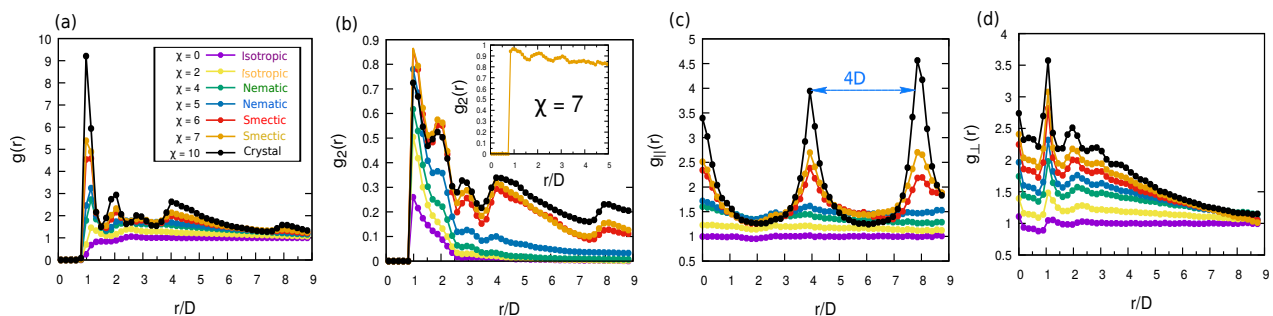 (a)
g(r)
10
9
8
7
6
5
4
3
2
1
0
0 1 2 3 4 5 6 7 8 9
r/D
χ = 0 Isotropic
χ = 2 Isotropic
χ = 4 Nematic
χ = 5 Nematic
χ = 6 Smectic
χ = 7 Smectic
χ = 10 Crystal
(b)
g₂(r)
0.9
0.8
0.7
0.6
0.5
0.4
0.3
0.2
0.1
0.0
0 1 2 3 4 5 6 7 8 9
r/D
g₂(r)
1
0.9
0.8
0.7
0.6
0.5
0.4
0.3
0.2
0.1
0
0 1 2 3 4 5
r/D
χ = 7
(c)
g∥(r)
5
4.5
4
3.5
3
2.5
2
1.5
1
0.5
0 1 2 3 4 5 6 7 8 9
r/D
4D
(d)
g⊥(r)
4
3.5
3
2.5
2
1.5
1
0.5
0 1 2 3 4 5 6 7 8 9
r/D